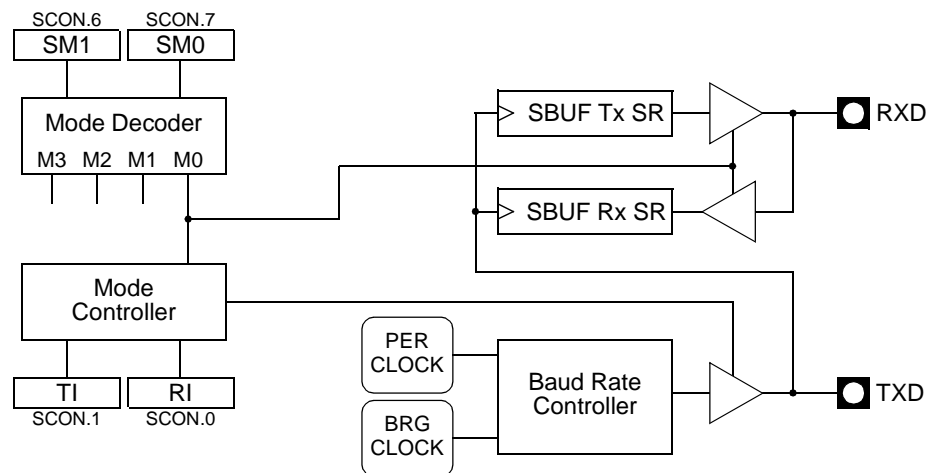 SCON.6 SCON.7
SM1 SM0
Mode Decoder
M3 M2 M1 M0
SBUF Tx SR
RXD
SBUF Rx SR
Mode
Controller
TI RI
SCON.1 SCON.0
PER
CLOCK
BRG
CLOCK
Baud Rate
Controller
TXD